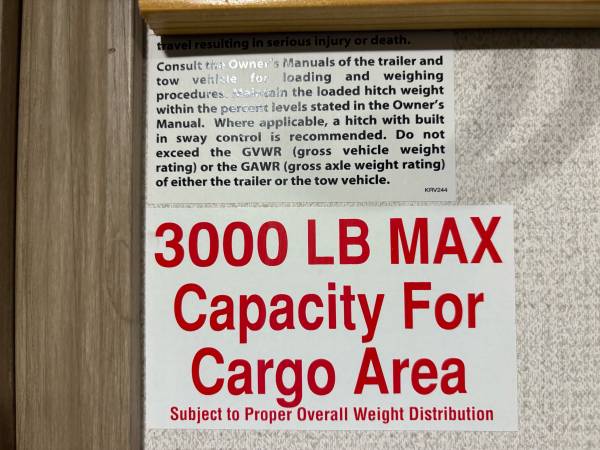 travel resulting in serious injury or death.
Consult the Owner's Manuals of the trailer and
tow vehicle for loading and weighing
procedures. Maintain the loaded hitch weight
within the percent levels stated in the Owner's
Manual. Where applicable, a hitch with built
in sway control is recommended. Do not
exceed the GVWR (gross vehicle weight
rating) or the GAWR (gross axle weight rating)
of either the trailer or the tow vehicle.
KRV244
3000 LB MAX
Capacity For
Cargo Area
Subject to Proper Overall Weight Distribution